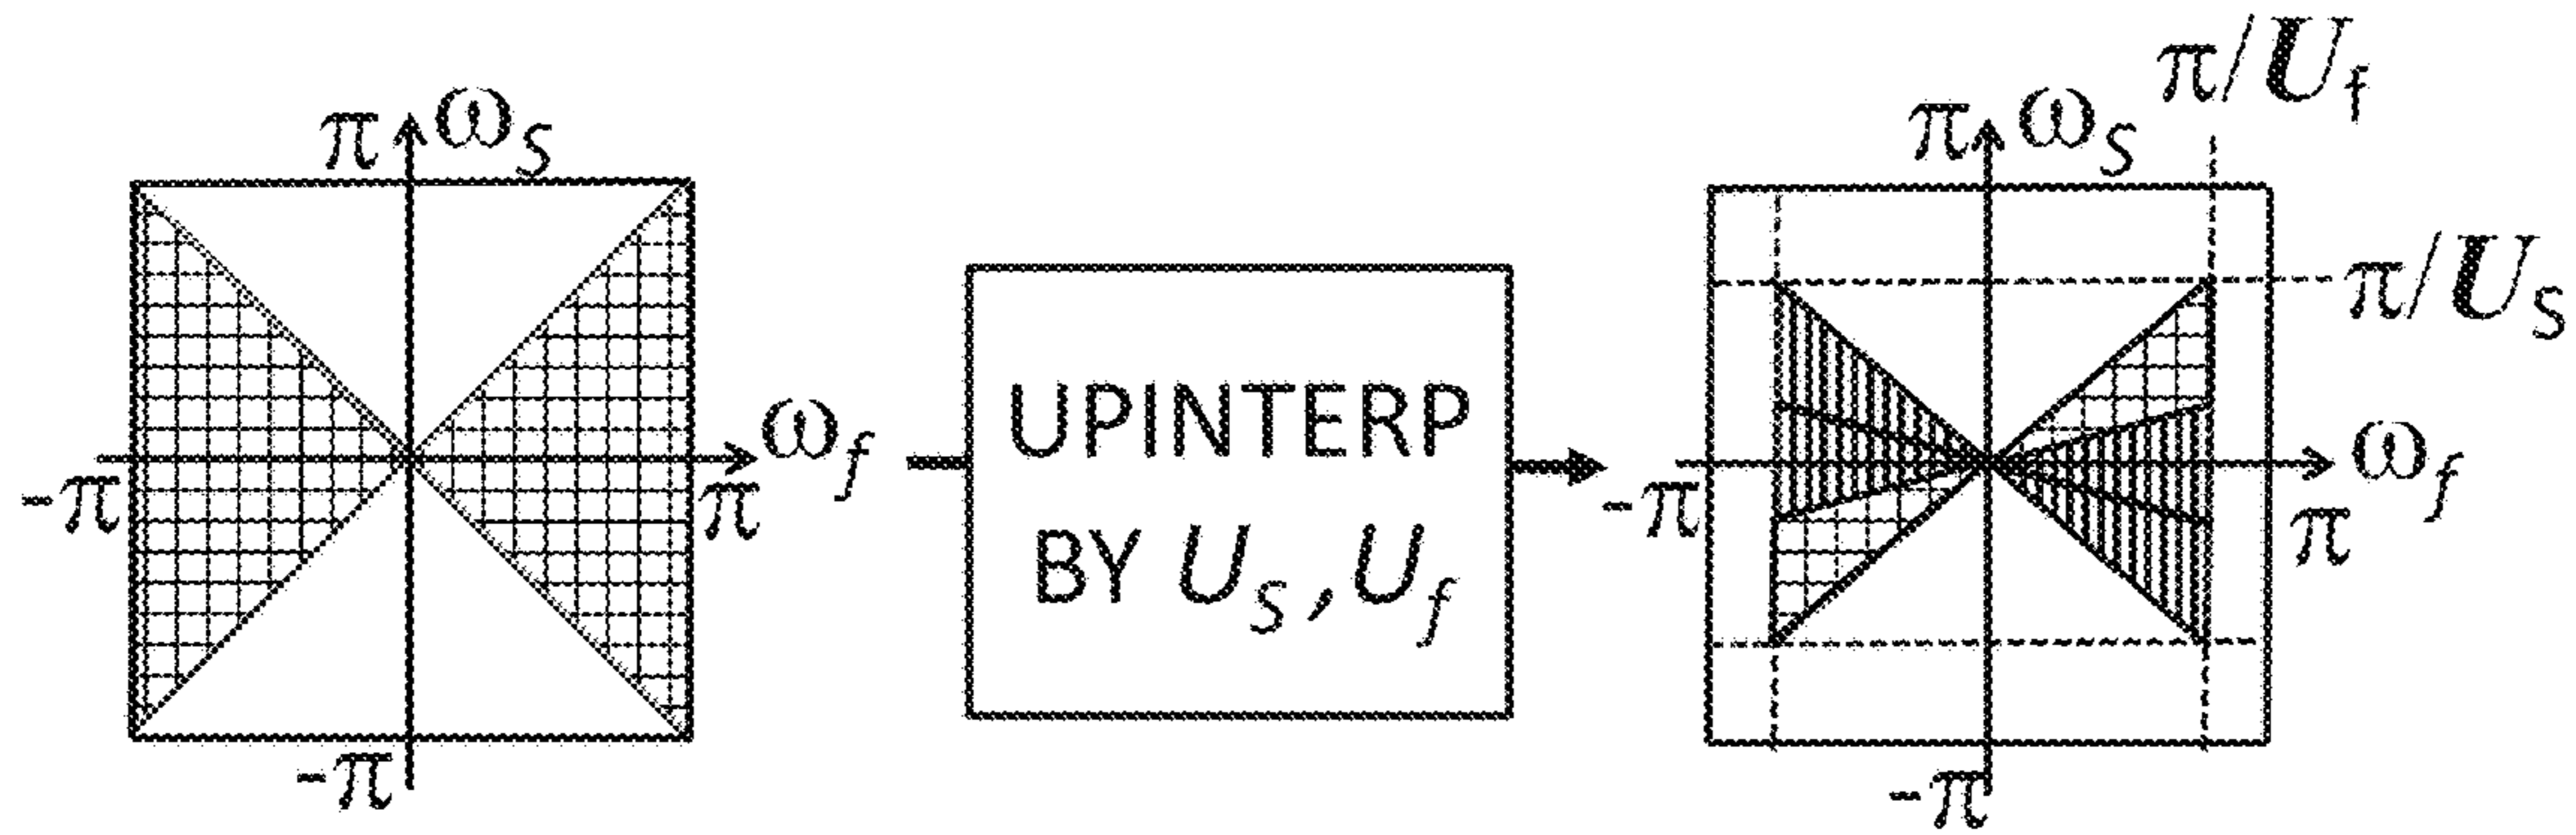 π ω_S
-π
π
ω_f
-π
UPINTERP
BY U_S, U_f
π ω_S
π/U_f
π/U_S
-π
π
ω_f
-π